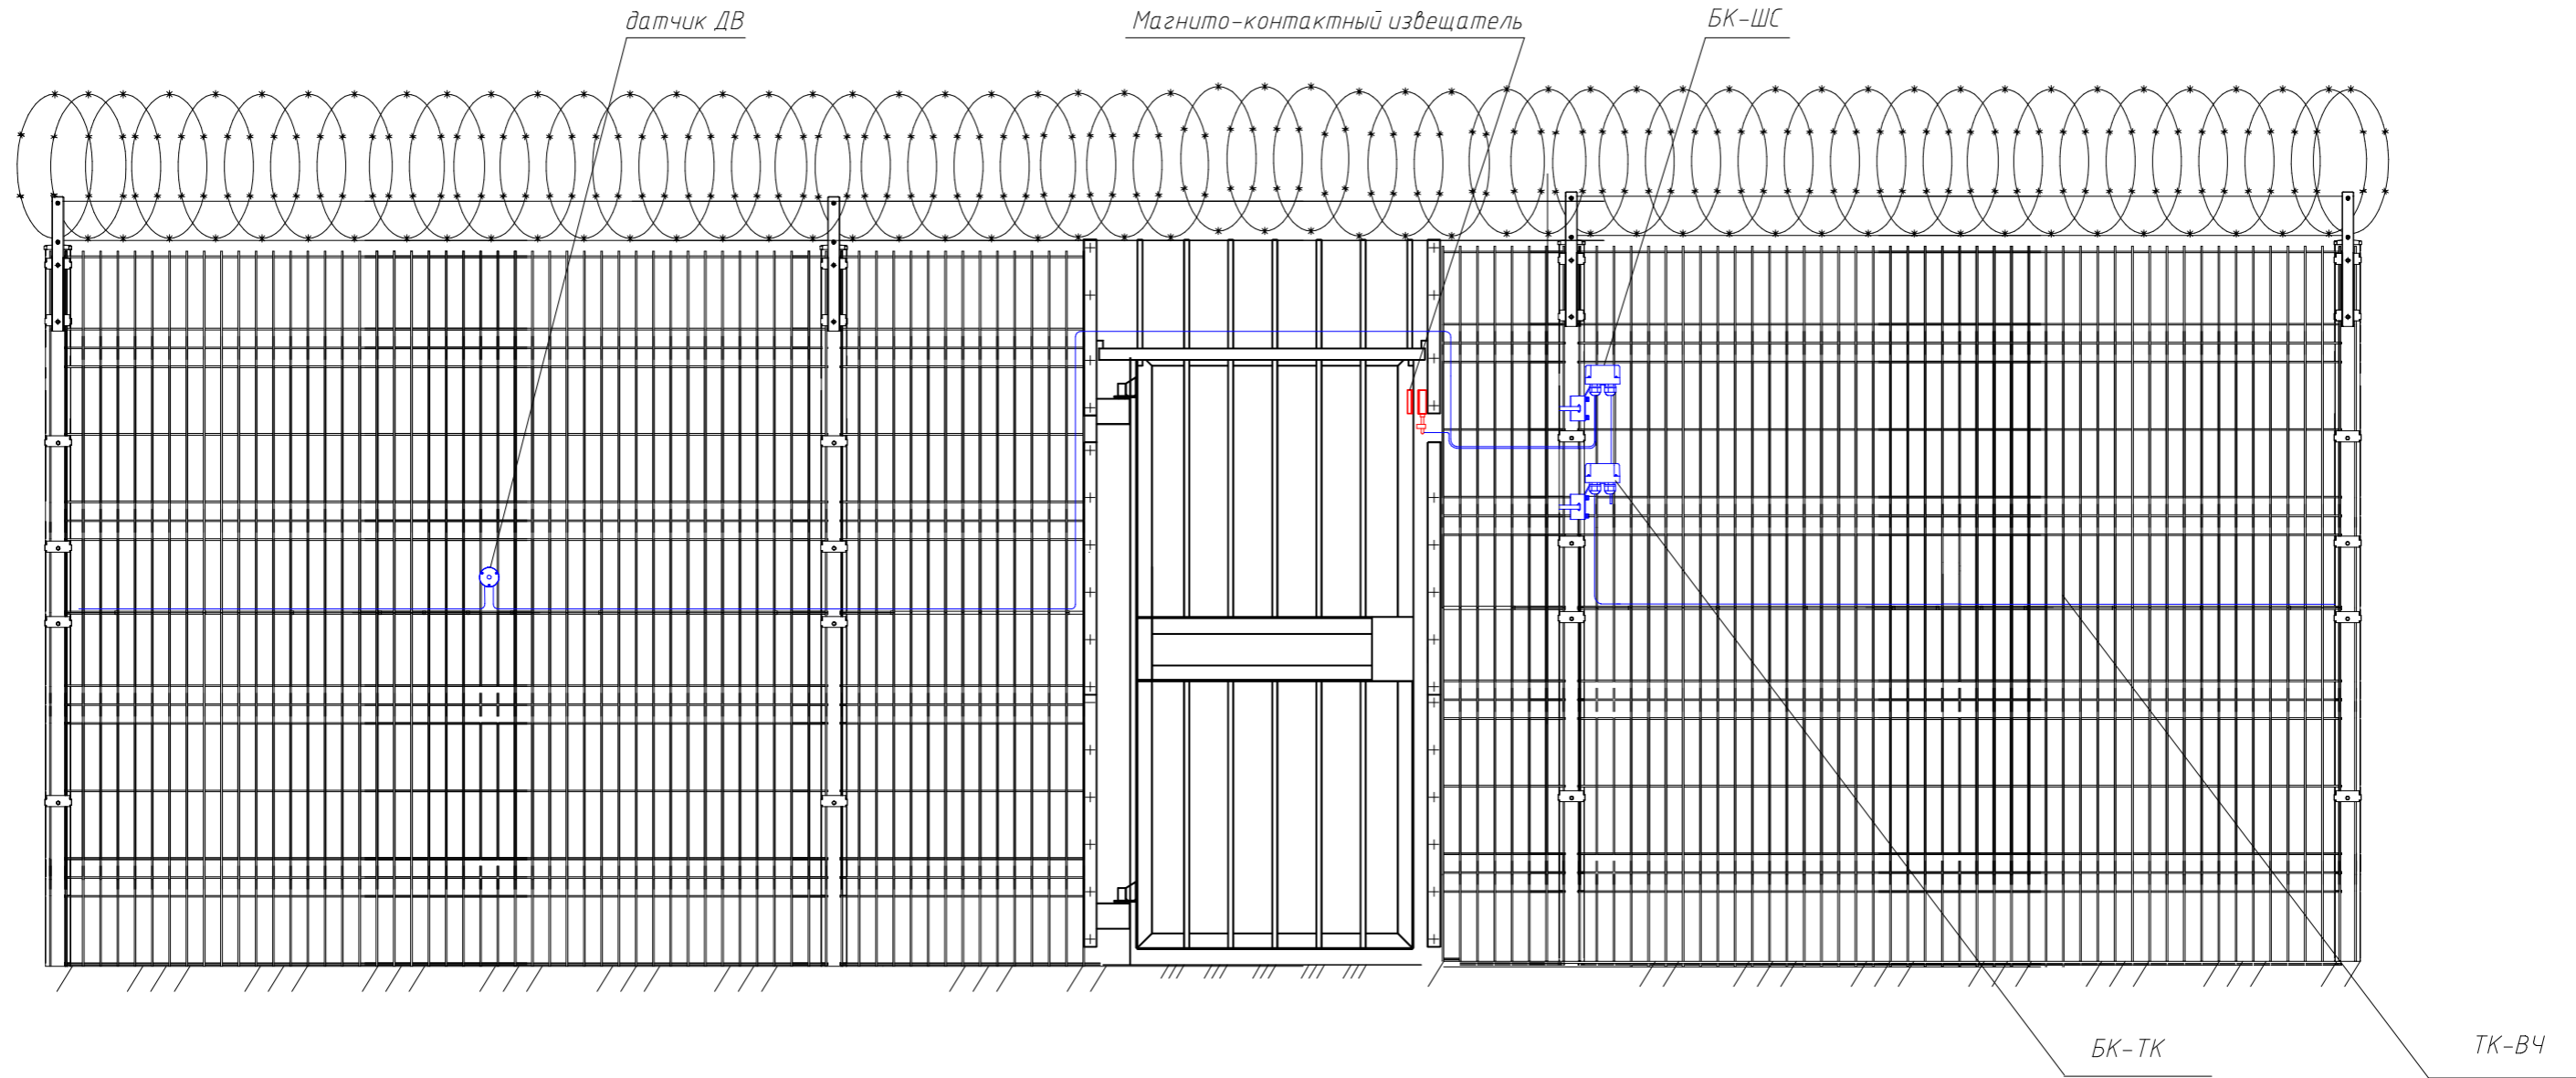 датчик ДВ
Магнито-контактный извещатель
БК-ШС
БК-ТК
ТК-ВЧ